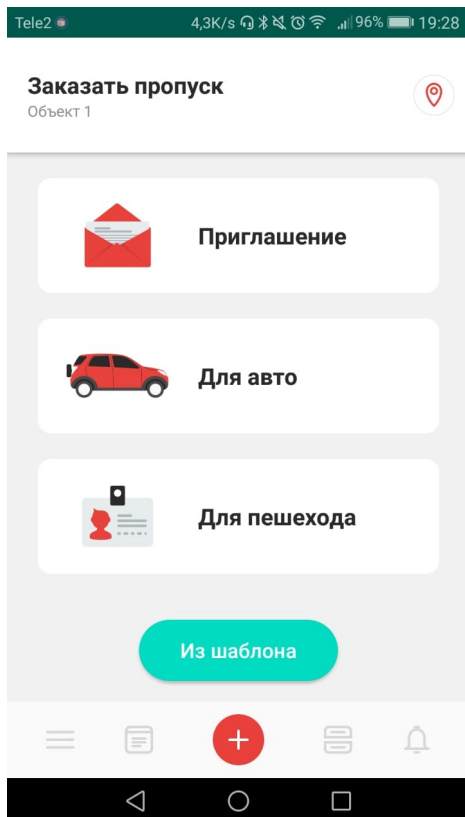 Tele2 4,3K/s 96% 19:28
Заказать пропуск
Объект 1
Приглашение
Для авто
Для пешехода
Из шаблона